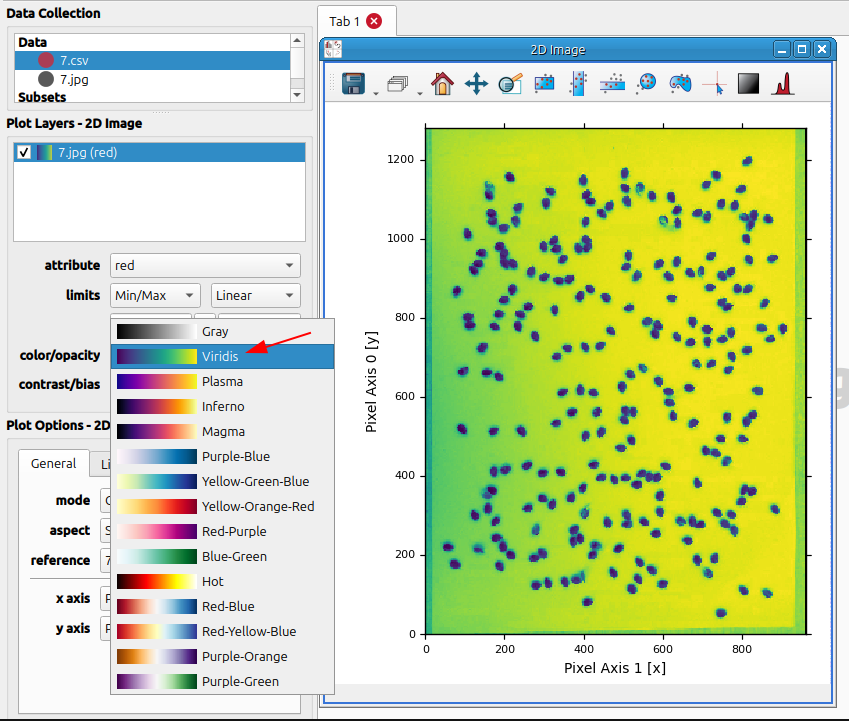 Data Collection
Data
7.csv
7.jpg
Subsets
Plot Layers - 2D Image
7.jpg (red)
attribute red
limits Min/Max Linear
color/opacity
contrast/bias
Gray
Viridis
Plasma
Inferno
Magma
Purple-Blue
Yellow-Green-Blue
Yellow-Orange-Red
Red-Purple
Blue-Green
Hot
Red-Blue
Red-Yellow-Blue
Purple-Orange
Purple-Green
Plot Options - 2D
General Li
mode
aspect S
reference 7
x axis
y axis
Tab 1
2D Image
1200
1000
800
600
400
200
0
Pixel Axis 0 [y]
0 200 400 600 800
Pixel Axis 1 [x]